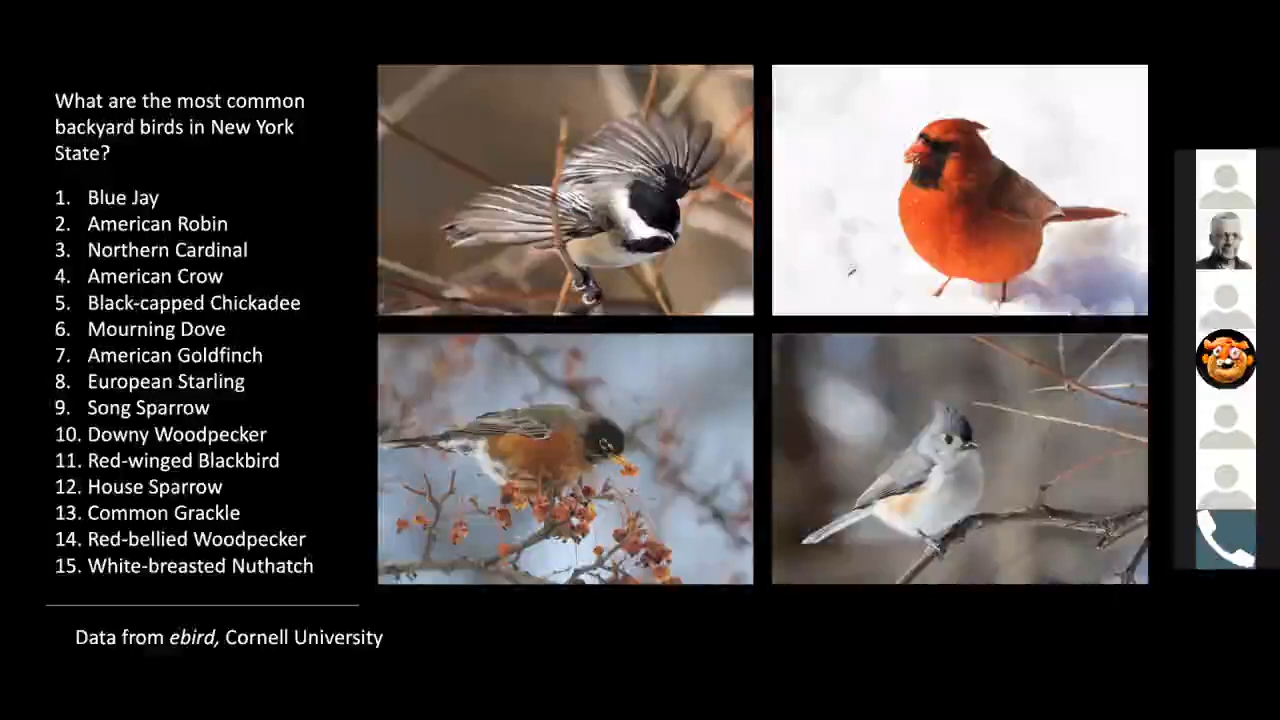 What are the most common
backyard birds in New York
State?
1. Blue Jay
2. American Robin
3. Northern Cardinal
4. American Crow
5. Black-capped Chickadee
6. Mourning Dove
7. American Goldfinch
8. European Starling
9. Song Sparrow
10. Downy Woodpecker
11. Red-winged Blackbird
12. House Sparrow
13. Common Grackle
14. Red-bellied Woodpecker
15. White-breasted Nuthatch
Data from ebird, Cornell University